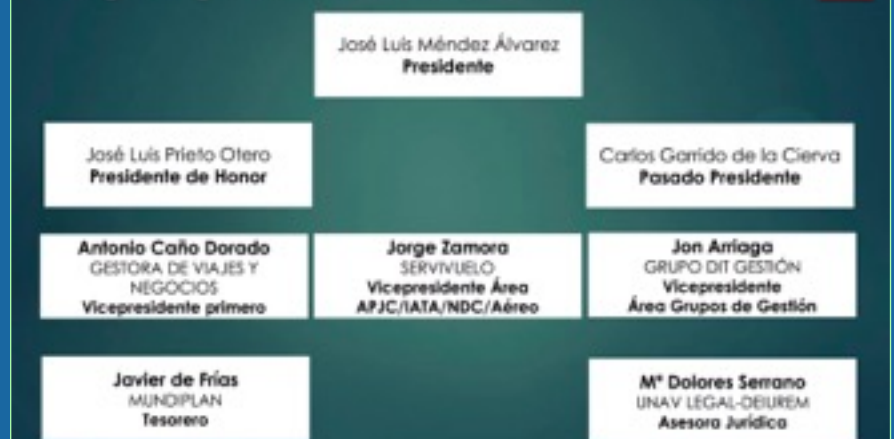 José Luis Méndez Álvarez
Presidente
José Luis Prieto Otero
Presidente de Honor
Carlos Garrido de la Cierva
Pasado Presidente
Antonio Caño Dorado
GESTORA DE VIAJES Y
NEGOCIOS
Vicepresidente primero
Jorge Zamora
SERVIVUELO
Vicepresidente Área
APJC/IATA/NDC/Aéreo
Jon Arriaga
GRUPO DIT GESTIÓN
Vicepresidente
Área Grupos de Gestión
Javier de Frías
MUNDIPLAN
Tesorero
Mª Dolores Serrano
UNAV LEGAL-DEIUREM
Asesora Jurídica